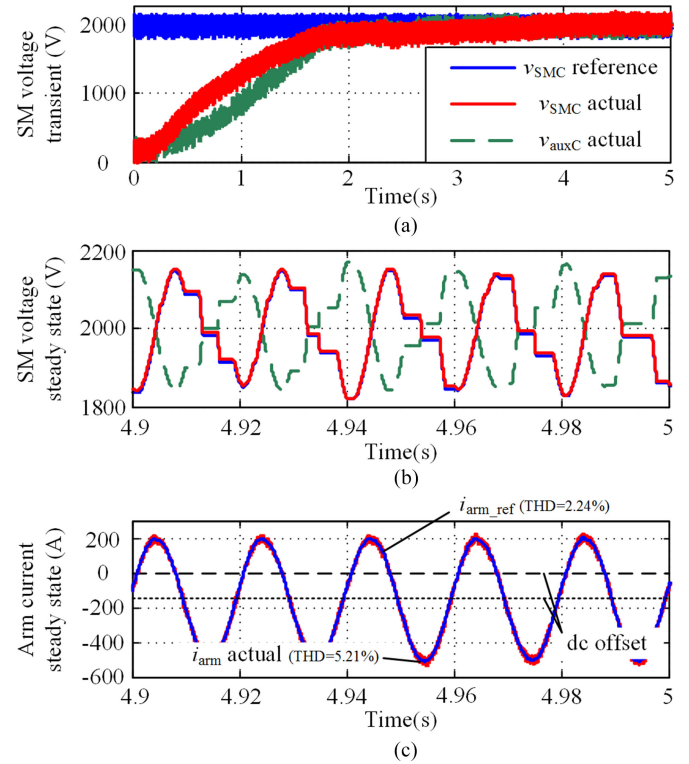 SM voltage
transient (V)
2000
1000
0
vSMC reference
vSMC actual
vauxC actual
0 1 2 3 4 5
Time(s)
(a)
SM voltage
steady state (V)
2200
2000
1800
4.9 4.92 4.94 4.96 4.98 5
Time(s)
(b)
Arm current
steady state (A)
iarm_ref (THD=2.24%)
200
0
-200
-400
-600
dc offset
iarm actual (THD=5.21%)
4.9 4.92 4.94 4.96 4.98 5
Time(s)
(c)